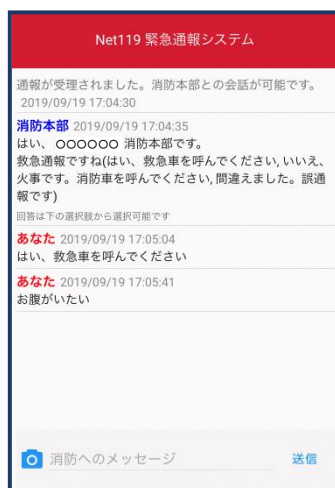 Net119 緊急通報システム
通報が受理されました。消防本部との会話が可能です。
2019/09/19 17:04:30
消防本部 2019/09/19 17:04:35
はい、○○○○○○ 消防本部です。
救急通報ですね(はい、救急車を呼んでください, いいえ、
火事です。消防車を呼んでください, 間違えました。誤通
報です)
回答は下の選択肢から選択可能です
あなた 2019/09/19 17:05:04
はい、救急車を呼んでください
あなた 2019/09/19 17:05:41
お腹がいたい
消防へのメッセージ 送信